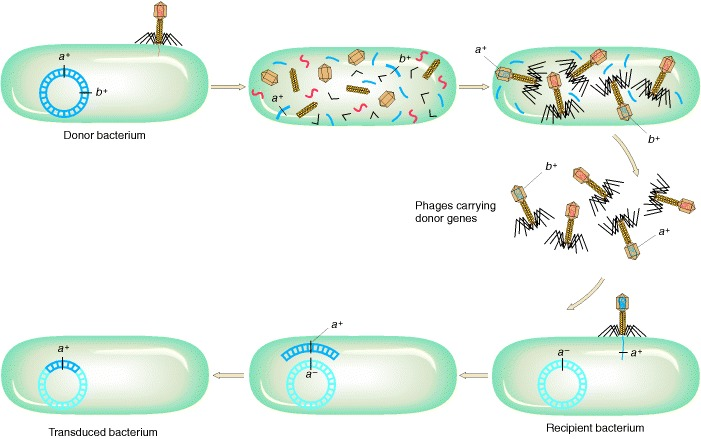 a⁺
b⁺
Donor bacterium
b⁺
a⁺
a⁺
b⁺
b⁺
Phages carrying
donor genes
a⁺
a⁺
a⁻
Recipient bacterium
a⁺
a⁻
a⁺
Transduced bacterium